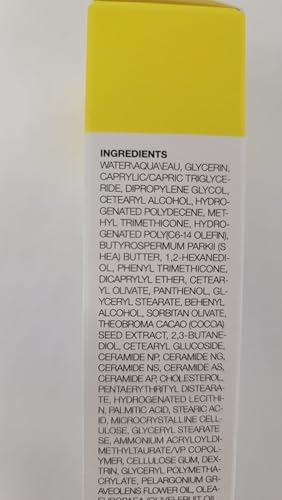 INGREDIENTS
WATER\AQUA\EAU, GLYCERIN,
CAPRYLIC/CAPRIC TRIGLYCE-
RIDE, DIPROPYLENE GLYCOL,
CETEARYL ALCOHOL, HYDRO-
GENATED POLYDECENE, MET-
HYL TRIMETHICONE, HYDRO-
GENATED POLY(C6-14 OLEFIN),
BUTYROSPERMUM PARKII (S
HEA) BUTTER, 1,2-HEXANEDI-
OL, PHENYL TRIMETHICONE,
DICAPRYLYL ETHER, CETEAR-
YL OLIVATE, PANTHENOL, GL-
YCERYL STEARATE, BEHENYL
ALCOHOL, SORBITAN OLIVATE,
THEOBROMA CACAO (COCOA)
SEED EXTRACT, 2,3-BUTANE-
DIOL, CETEARYL GLUCOSIDE,
CERAMIDE NP, CERAMIDE NG,
CERAMIDE NS, CERAMIDE AS,
CERAMIDE AP, CHOLESTEROL,
PENTAERYTHRITYL DISTEARA-
TE, HYDROGENATED LECITHI-
N, PALMITIC ACID, STEARIC AC-
ID, MICROCRYSTALLINE CELL-
ULOSE, GLYCERYL STEARATE
SE, AMMONIUM ACRYLOYLDI-
METHYLTAURATE/VP COPOL-
YMER, CELLULOSE GUM, DEX-
TRIN, GLYCERYL POLYMETHA-
CRYLATE, PELARGONIUM GR-
AVEOLENS FLOWER OIL, OLEA
EUROPAEA (OLIVE) FRUIT OIL